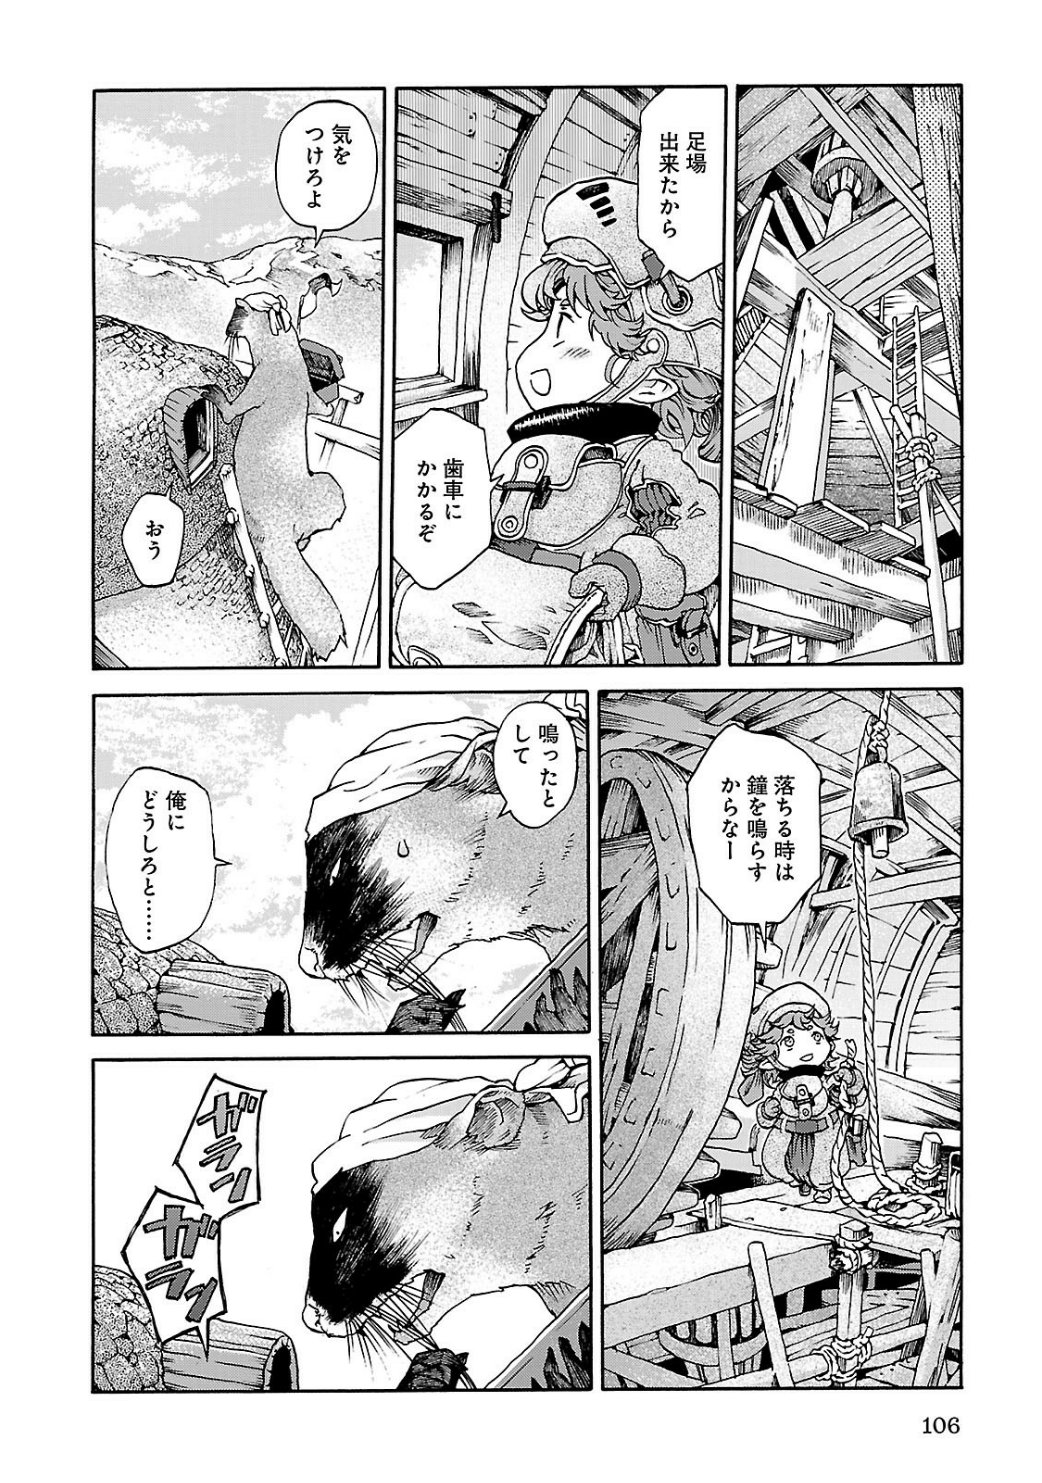 足場
出来たから
歯車に
かかるぞ
気を
つけろよ
おう
落ちる時は
鐘を鳴らす
からなー
鳴ったと
して
俺に
どうしろと……
ガラン
ガラン
106